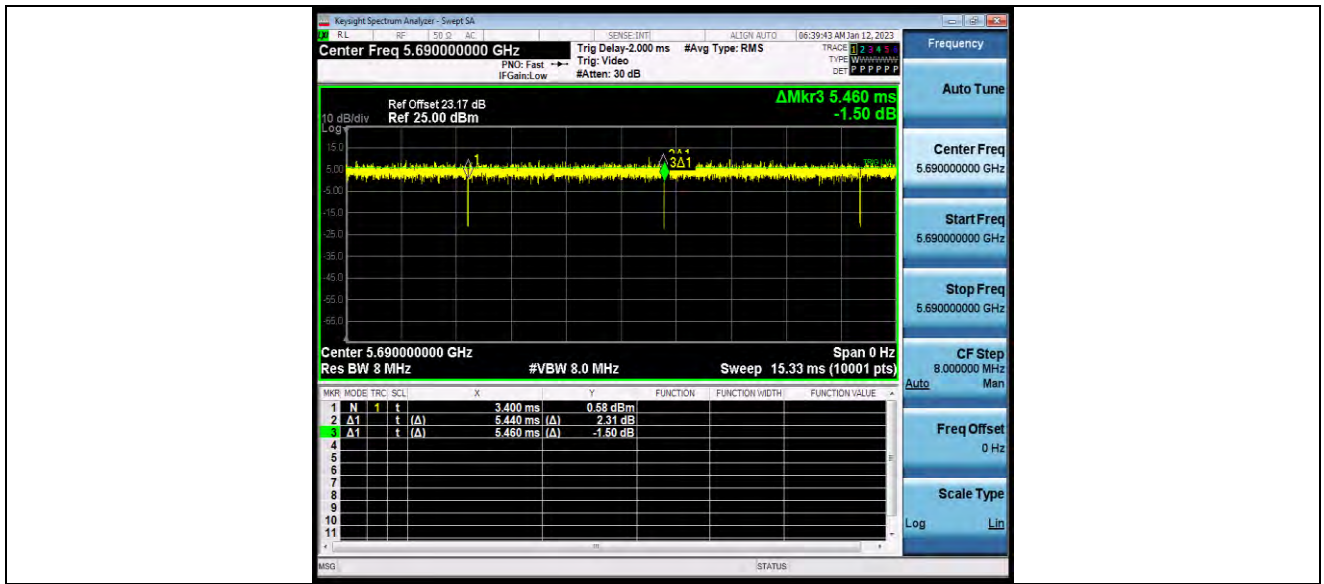 Keysight Spectrum Analyzer - Swept SA
RL RF 50 Ω AC SENSE:INT ALIGN AUTO 06:39:43 AM Jan 12, 2023
Center Freq 5.690000000 GHz Trig Delay-2.000 ms #Avg Type: RMS TRACE 1 2 3 4 5 6
PNO: Fast Trig: Video TYPE WWWWWW
IFGain:Low #Atten: 30 dB DET P P P P P P
Frequency
ΔMkr3 5.460 ms
Ref Offset 23.17 dB
10 dB/div Ref 25.00 dBm -1.50 dB
Log
15.0
5.00
-5.00
-15.0
-25.0
-35.0
-45.0
-55.0
-65.0
1
3Δ1
Center 5.690000000 GHz Span 0 Hz
Res BW 8 MHz #VBW 8.0 MHz Sweep 15.33 ms (10001 pts)
MKR MODE TRC SCL X Y FUNCTION FUNCTION WIDTH FUNCTION VALUE
1 N 1 t 3.400 ms 0.58 dBm
2 Δ1 t (Δ) 5.440 ms (Δ) 2.31 dB
3 Δ1 t (Δ) 5.460 ms (Δ) -1.50 dB
4
5
6
7
8
9
10
11
MSG STATUS
Auto Tune
Center Freq
5.690000000 GHz
Start Freq
5.690000000 GHz
Stop Freq
5.690000000 GHz
CF Step
8.000000 MHz
Auto Man
Freq Offset
0 Hz
Scale Type
Log Lin